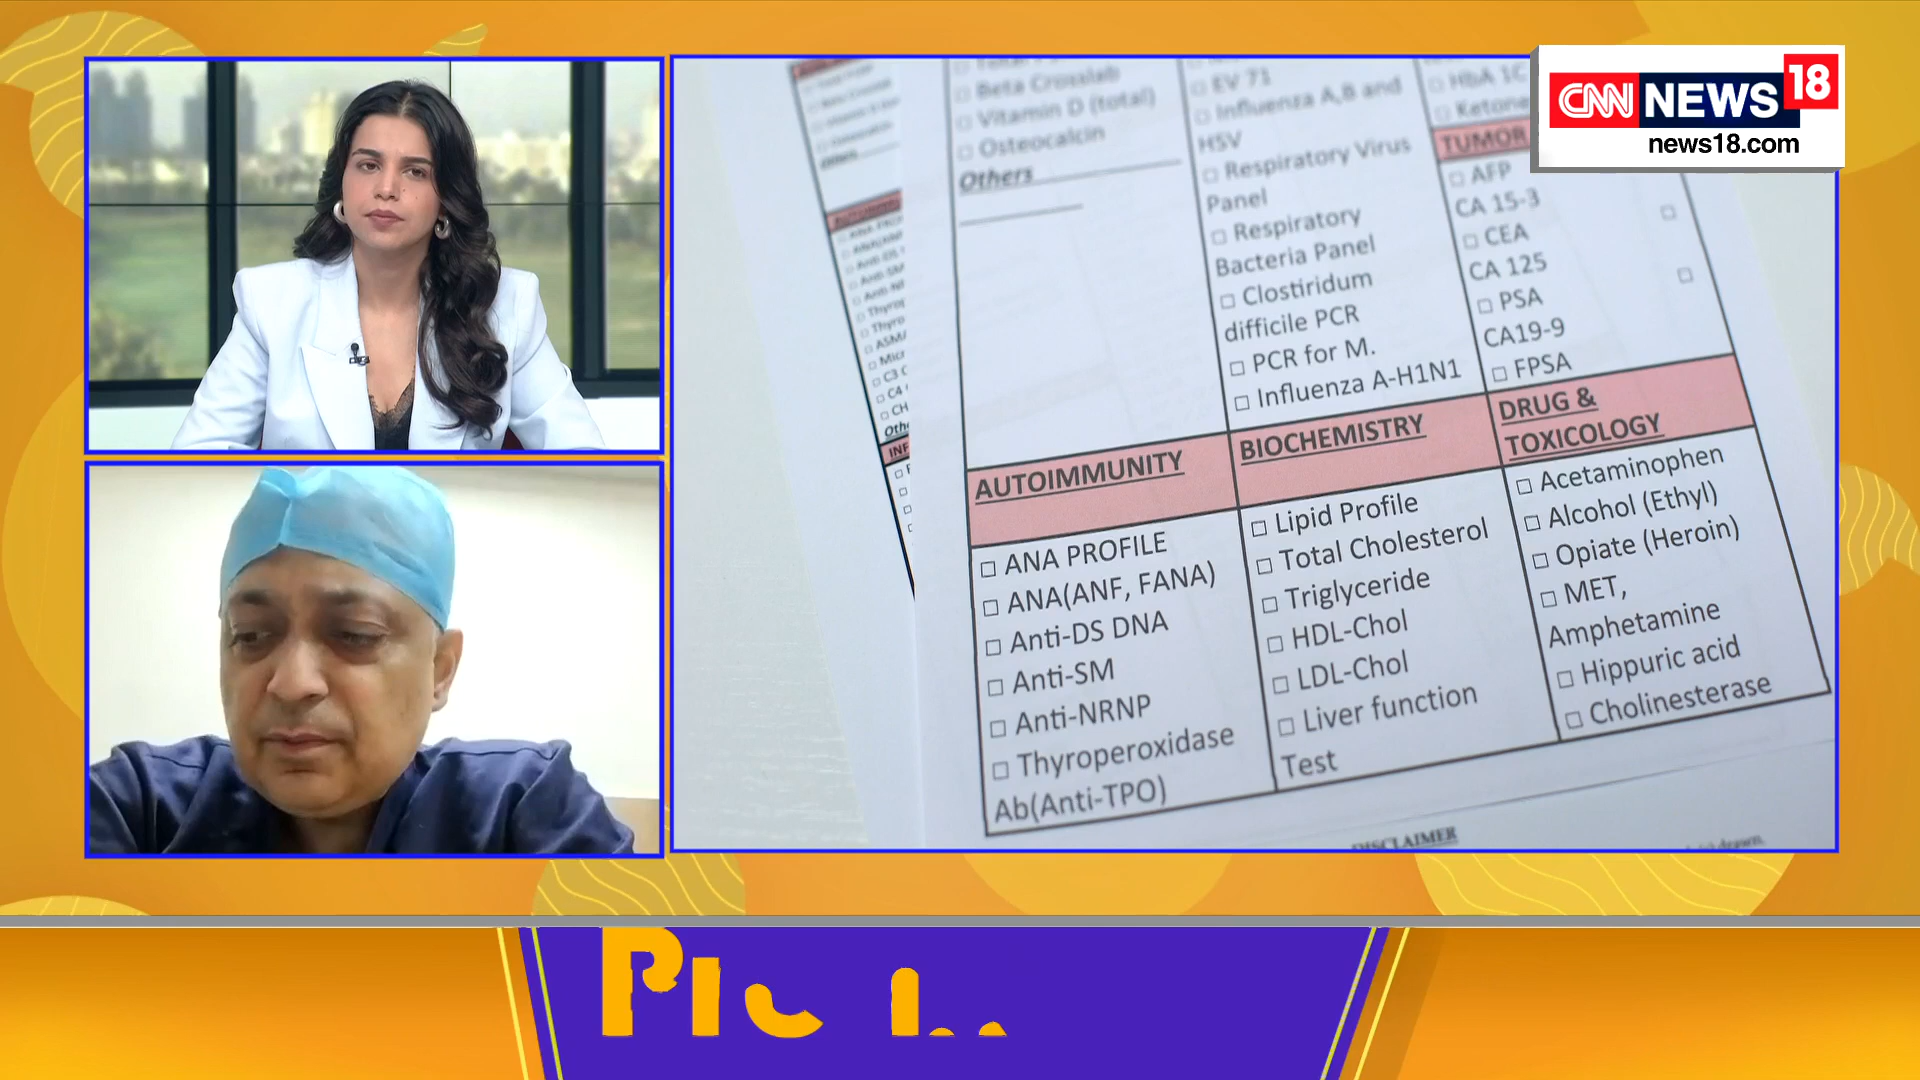 CNN NEWS 18
news18.com
Beta Crosslab
Vitamin D (total)
Osteocalcin
Others
EV 71
Influenza A,B and
HSV
Respiratory Virus
Panel
Respiratory
Bacteria Panel
Clostiridum
difficile PCR
PCR for M.
Influenza A-H1N1
HbA 1C
Ketone
TUMOR
AFP
CA 15-3
CEA
CA 125
PSA
CA19-9
FPSA
AUTOIMMUNITY
ANA PROFILE
ANA(ANF, FANA)
Anti-DS DNA
Anti-SM
Anti-NRNP
Thyroperoxidase
Ab(Anti-TPO)
BIOCHEMISTRY
Lipid Profile
Total Cholesterol
Triglyceride
HDL-Chol
LDL-Chol
Liver function
Test
DRUG &
TOXICOLOGY
Acetaminophen
Alcohol (Ethyl)
Opiate (Heroin)
MET,
Amphetamine
Hippuric acid
Cholinesterase
DISCLAIMER